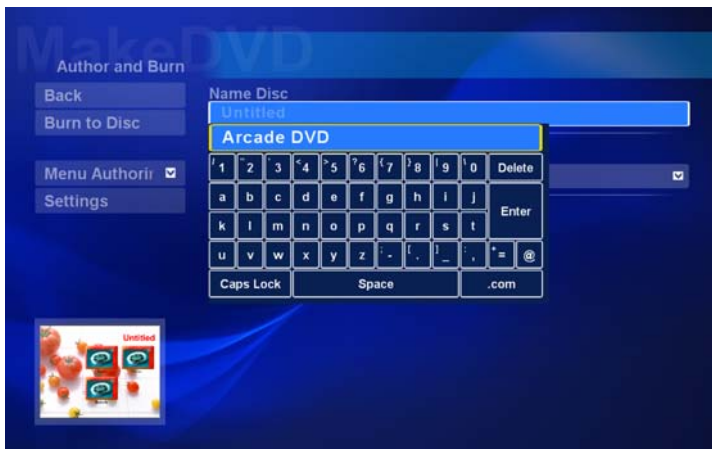 MakeDVD
Author and Burn
Back
Name Disc
Untitled
Burn to Disc
Arcade DVD
Menu Authorin
Settings
1 2 3 4 5 6 7 8 9 0 Delete
a b c d e f g h i j
Enter
k l m n o p q r s t
u v w x y z - . _ , = @
Caps Lock Space .com
Untitled